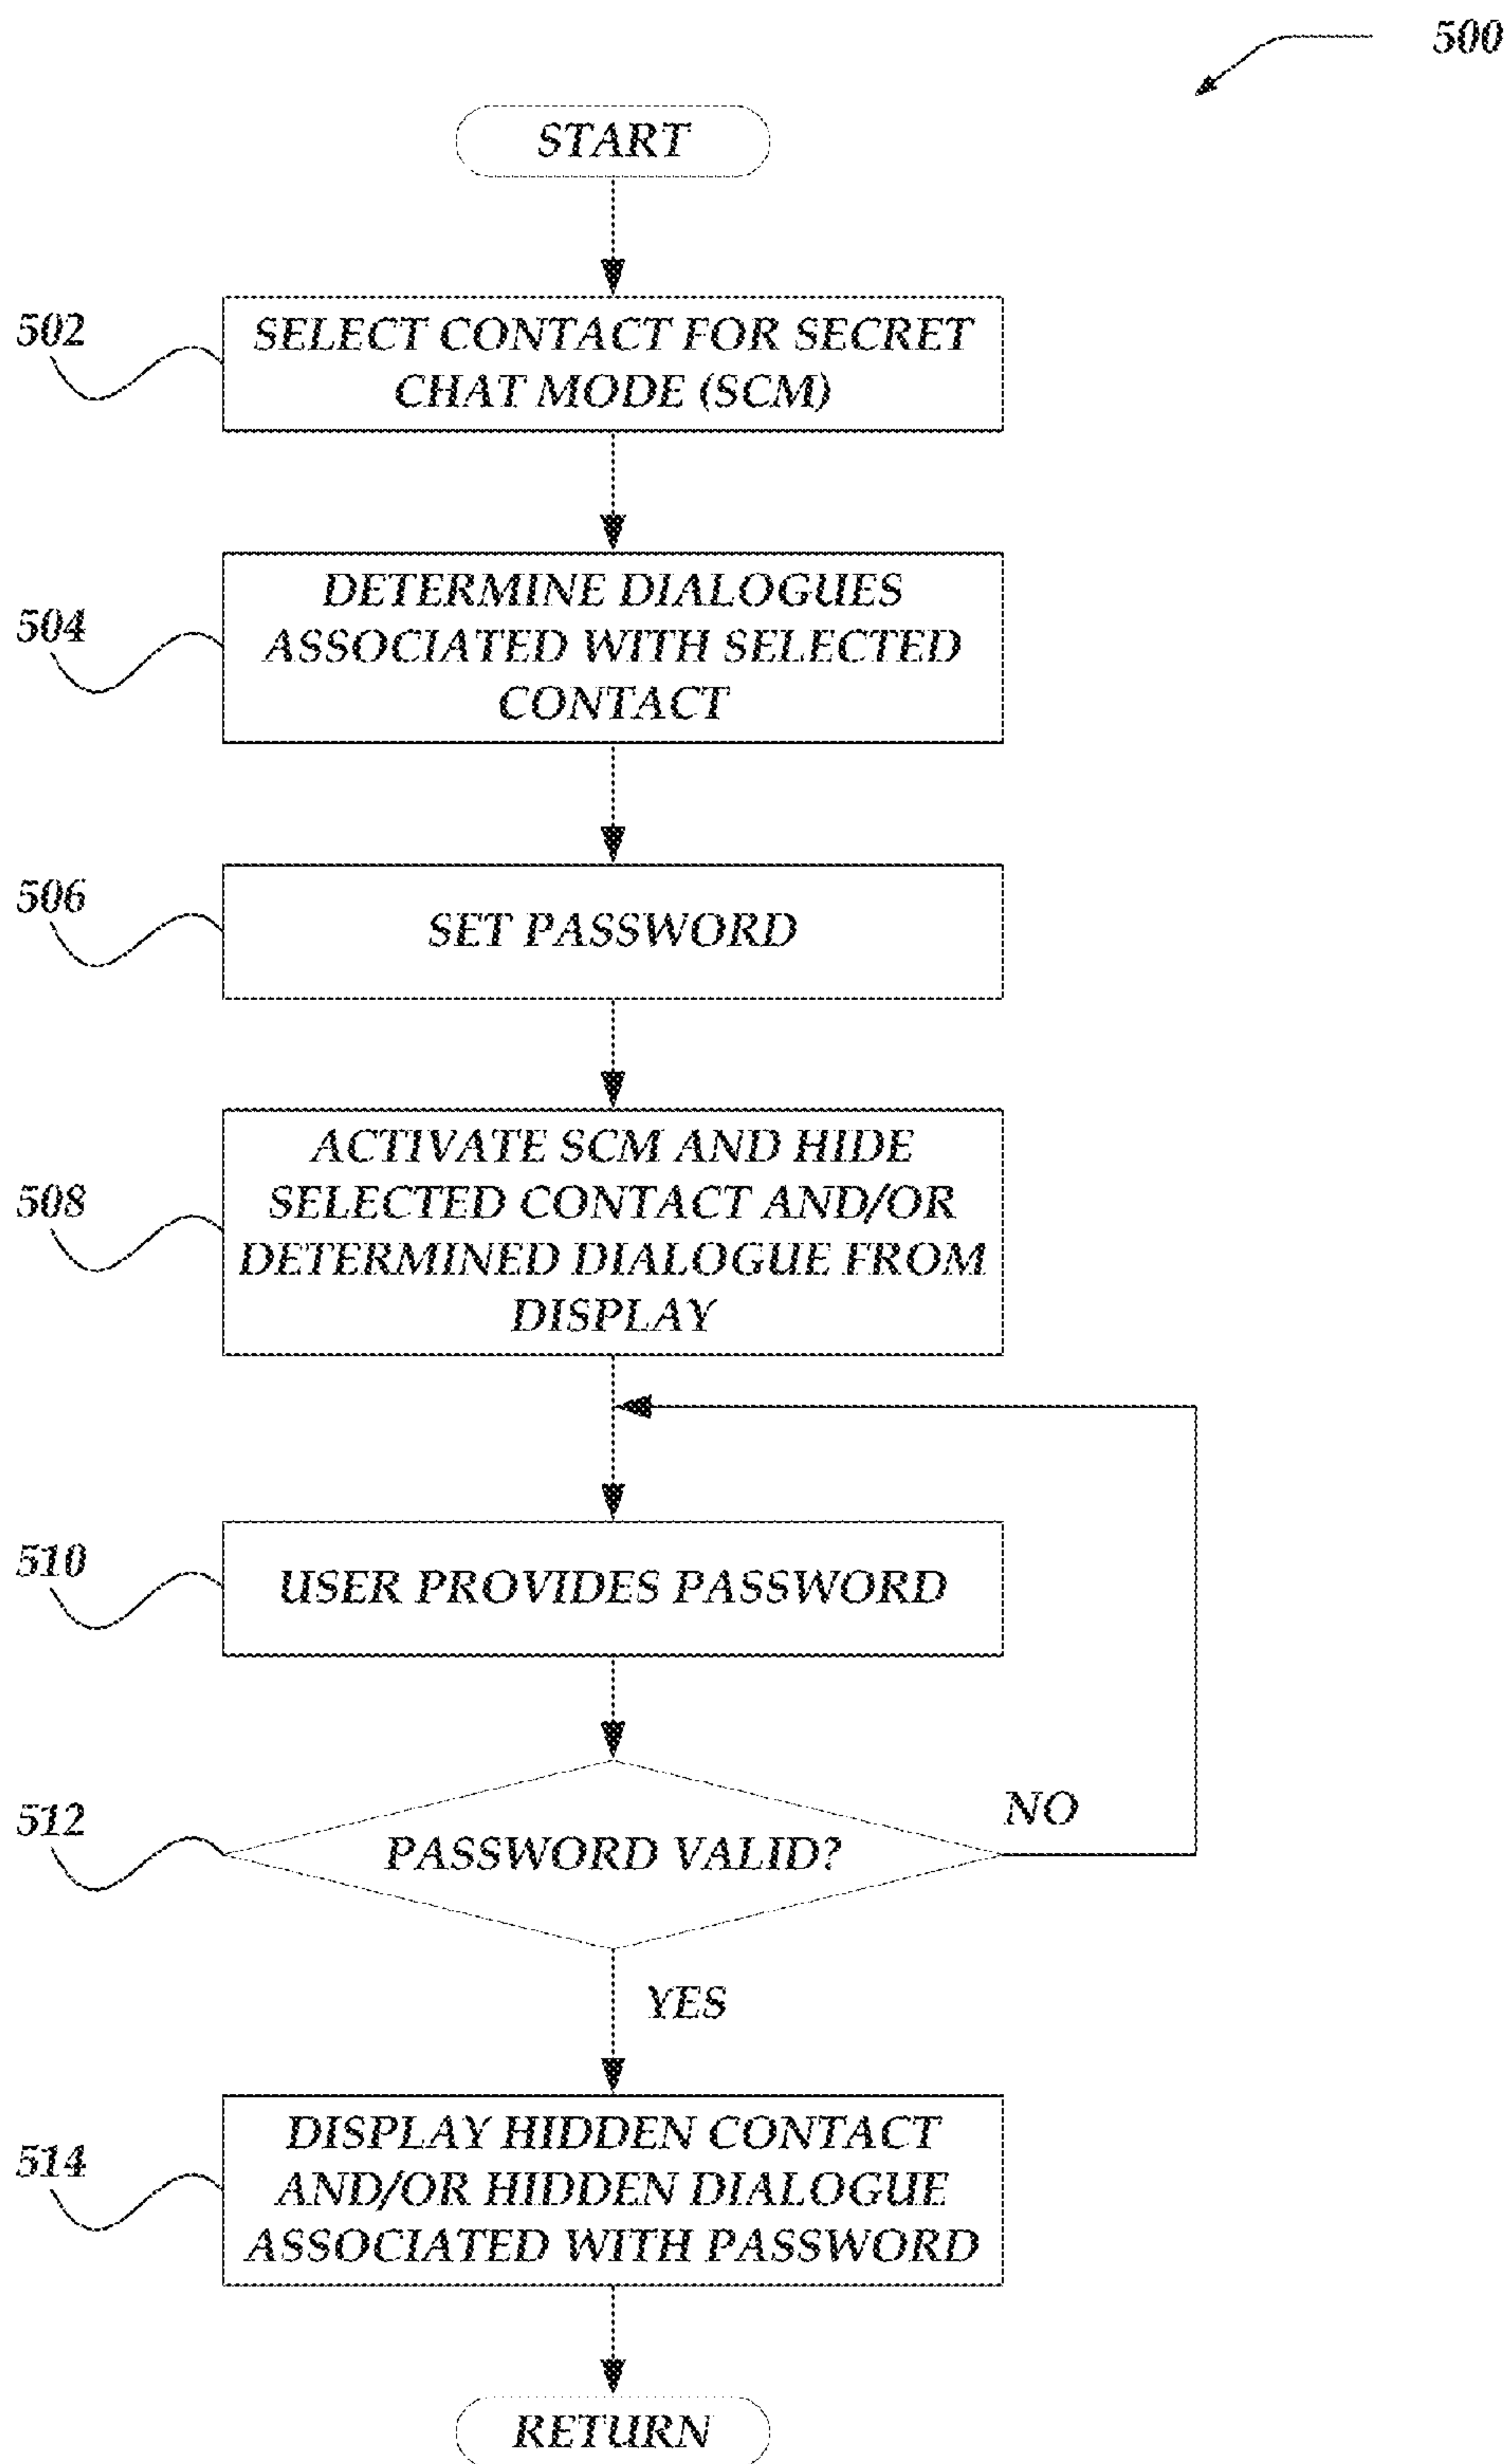 500
START
502
SELECT CONTACT FOR SECRET
CHAT MODE (SCM)
504
DETERMINE DIALOGUES
ASSOCIATED WITH SELECTED
CONTACT
506
SET PASSWORD
508
ACTIVATE SCM AND HIDE
SELECTED CONTACT AND/OR
DETERMINED DIALOGUE FROM
DISPLAY
510
USER PROVIDES PASSWORD
512
PASSWORD VALID?
NO
YES
514
DISPLAY HIDDEN CONTACT
AND/OR HIDDEN DIALOGUE
ASSOCIATED WITH PASSWORD
RETURN